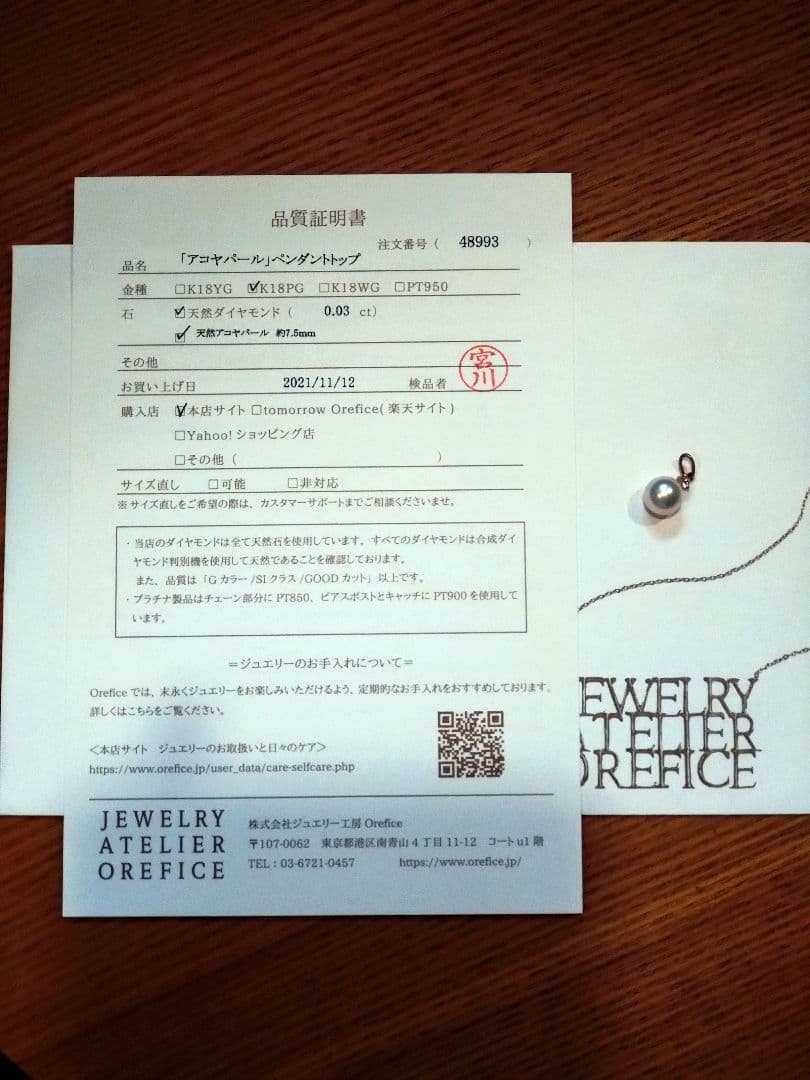 品質証明書
注文番号（ 48993 ）
品名 「アコヤパール」ペンダントトップ
金種 □K18YG ☑K18PG □K18WG □PT950
石 ☑天然ダイヤモンド（ 0.03 ct）
☑ 天然アコヤパール 約7.5mm
その他
お買い上げ日 2021/11/12 検品者 宮川
購入店 ☑本店サイト □tomorrow Orefice(楽天サイト)
□Yahoo!ショッピング店
□その他（ ）
サイズ直し □可能 □非対応
※サイズ直しをご希望の際は、カスタマーサポートまでご相談くださいませ。
・当店のダイヤモンドは全て天然石を使用しています。すべてのダイヤモンドは合成ダイ
ヤモンド判別機を使用して天然であることを確認しております。
また、品質は「Gカラー/SIクラス/GOODカット」以上です。
・プラチナ製品はチェーン部分にPT850、ピアスポストとキャッチにPT900を使用して
います。
＝ジュエリーのお手入れについて＝
Oreficeでは、末永くジュエリーをお楽しみいただけるよう、定期的なお手入れをおすすめしております。
詳しくはこちらをご覧ください。
＜本店サイト ジュエリーのお取扱いと日々のケア＞
https://www.orefice.jp/user_data/care-selfcare.php
JEWELRY
ATELIER
OREFICE
株式会社ジュエリー工房 Orefice
〒107-0062 東京都港区南青山4丁目11-12 コートu1階
TEL：03-6721-0457 https://www.orefice.jp/
JEWELRY
ATELIER
OREFICE